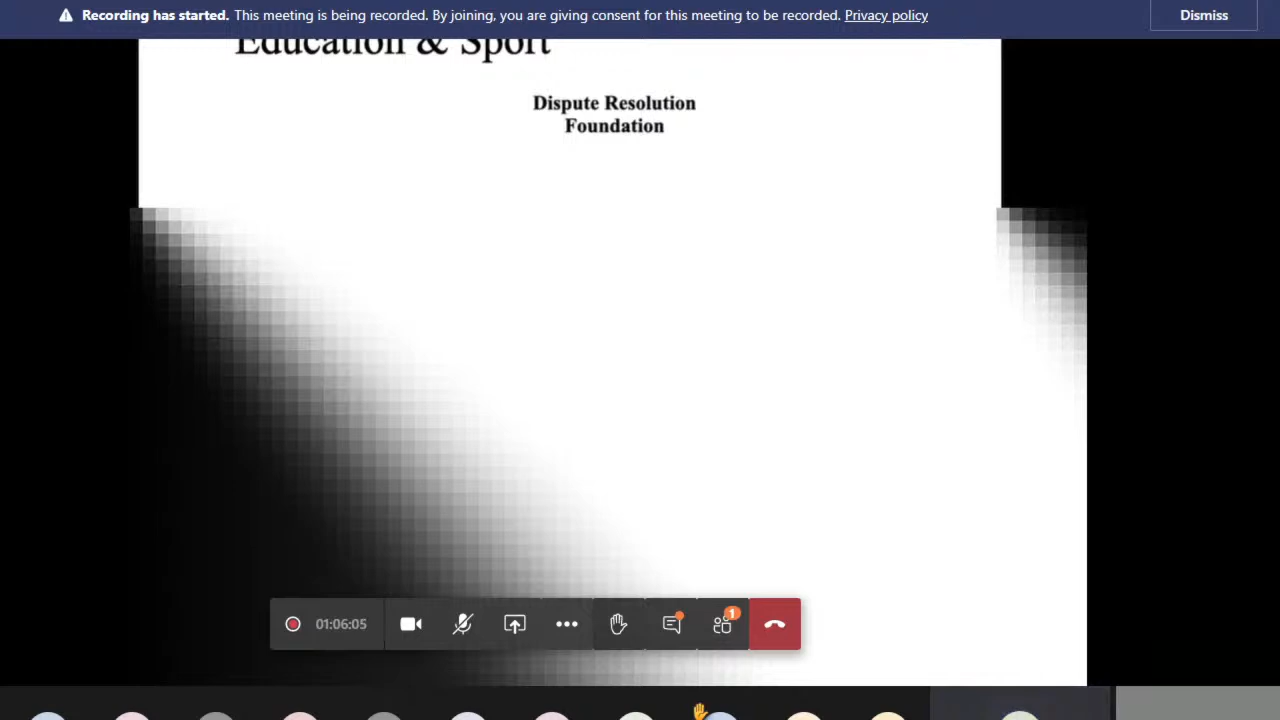 Recording has started. This meeting is being recorded. By joining, you are giving consent for this meeting to be recorded. Privacy policy
Dismiss
Education & Sport
Dispute Resolution
Foundation
01:06:05
1